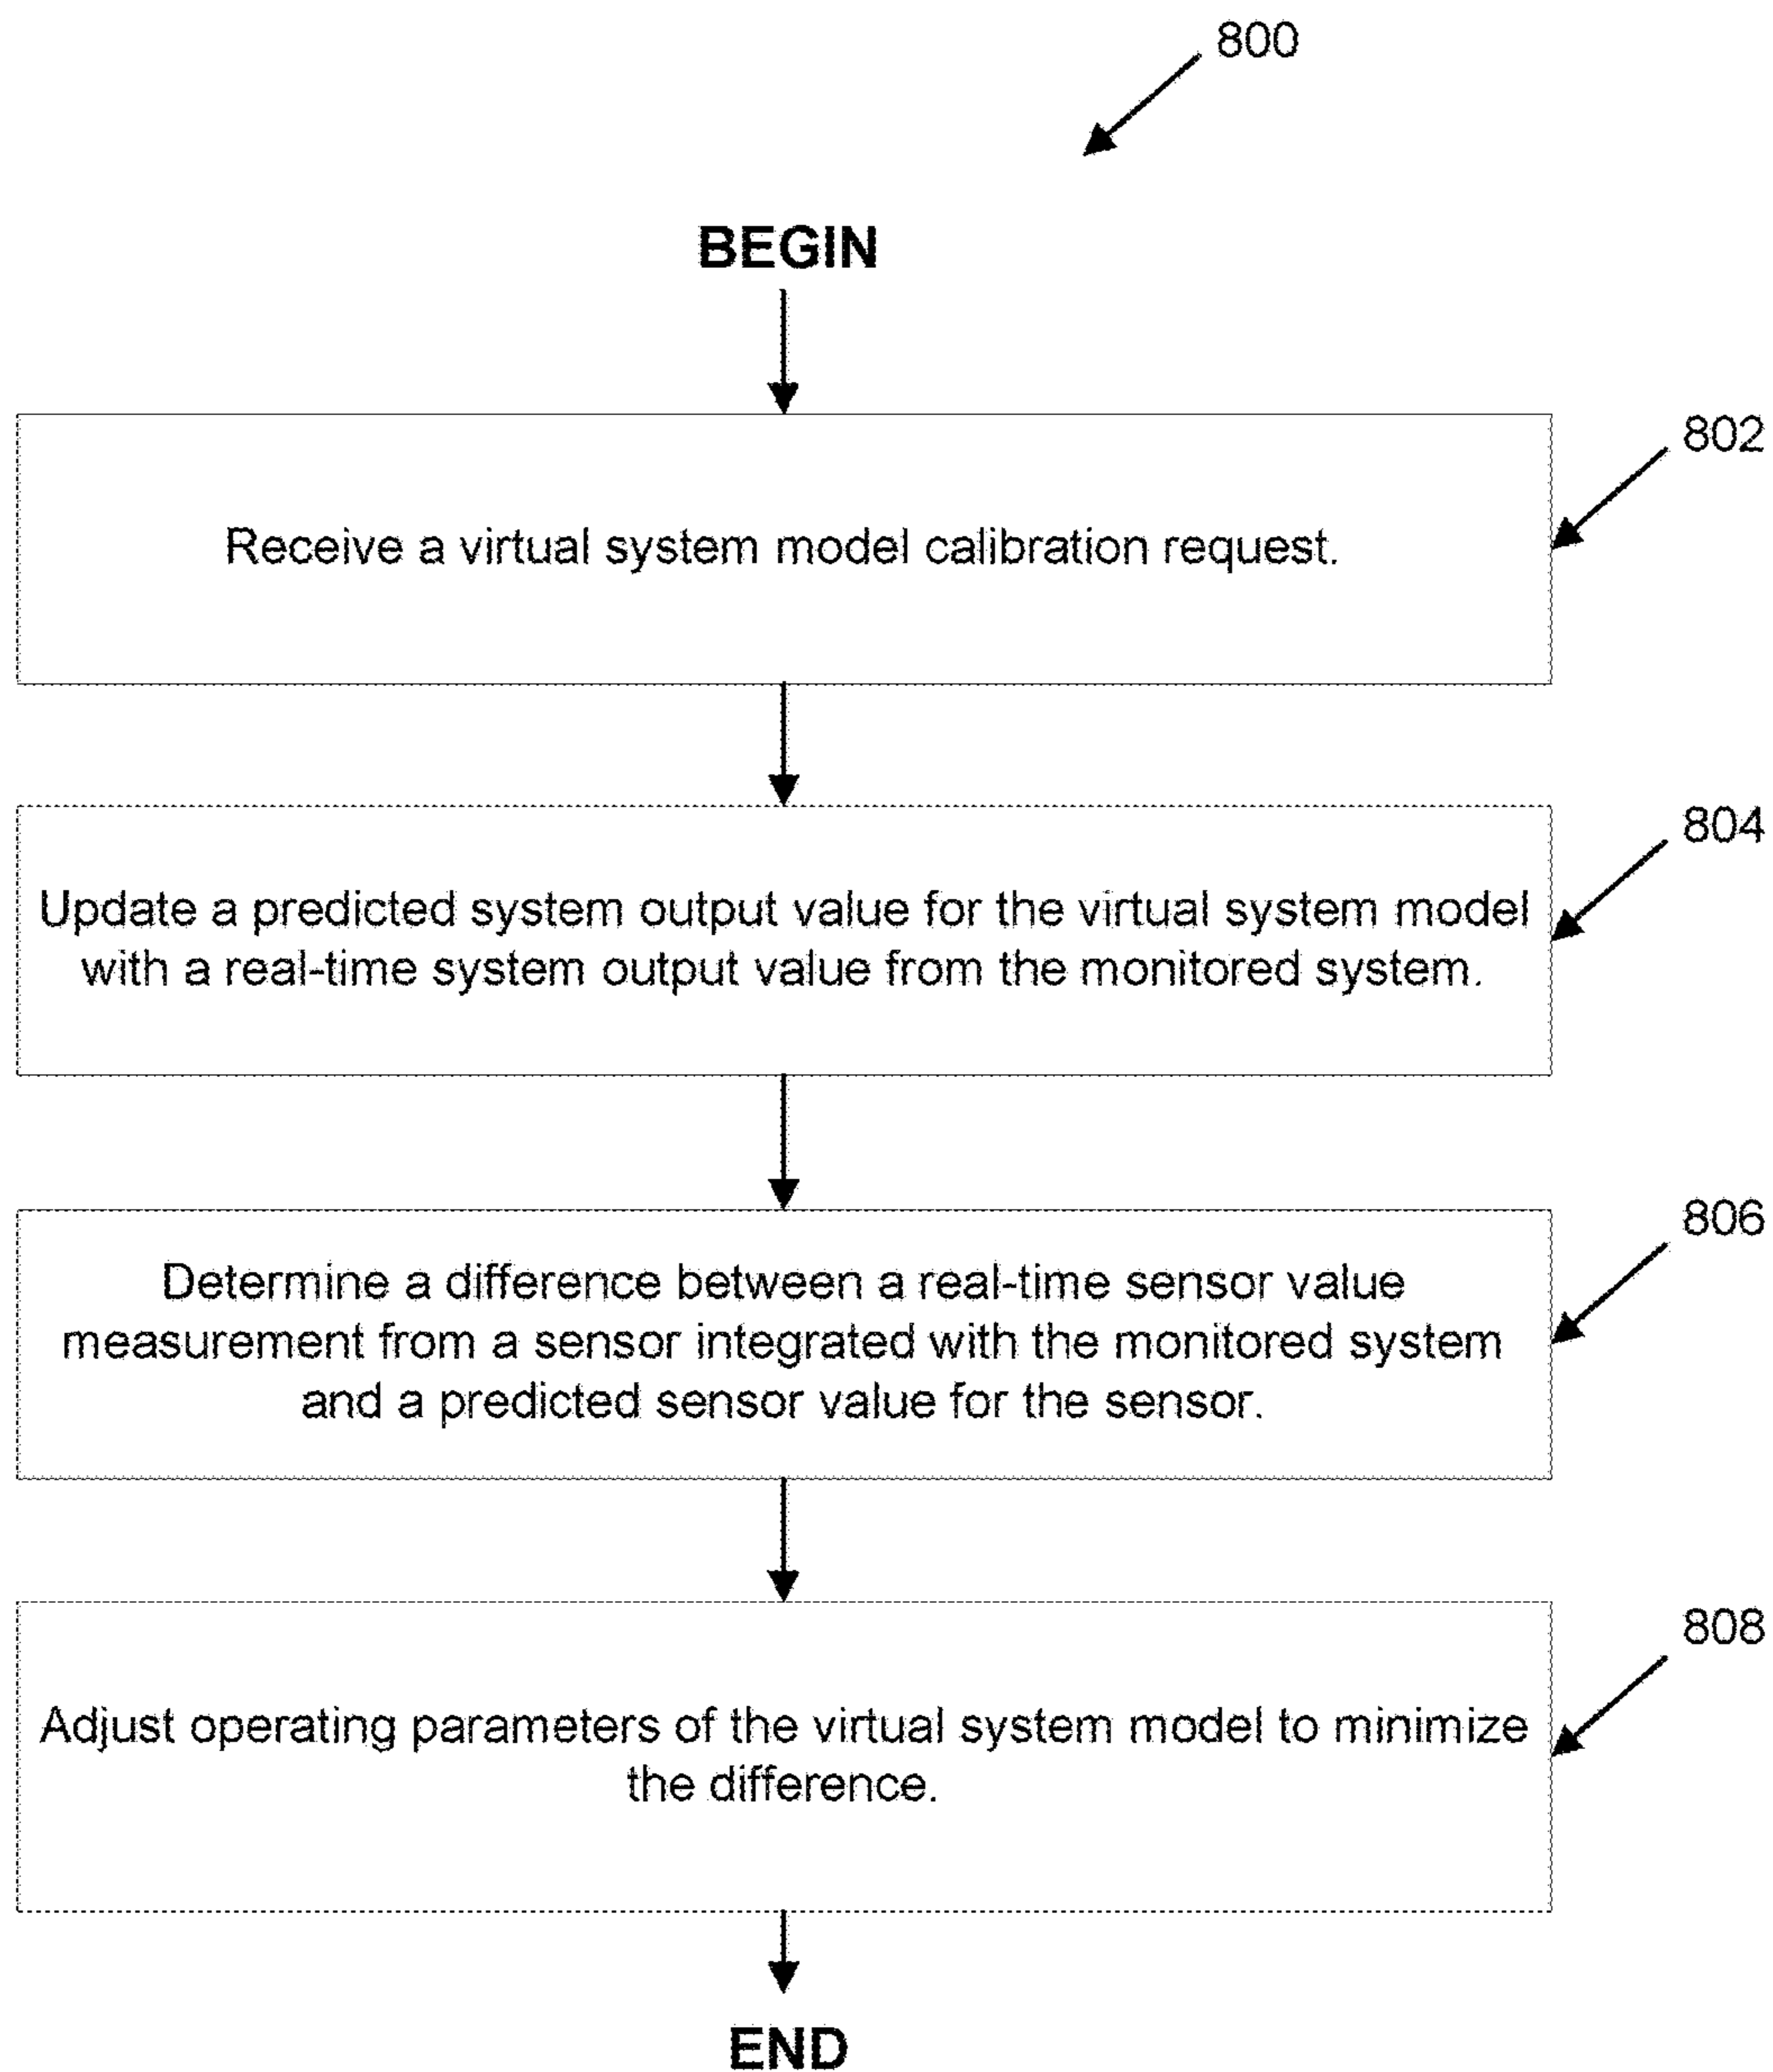 800
BEGIN
802
Receive a virtual system model calibration request.
804
Update a predicted system output value for the virtual system model
with a real-time system output value from the monitored system.
806
Determine a difference between a real-time sensor value
measurement from a sensor integrated with the monitored system
and a predicted sensor value for the sensor.
808
Adjust operating parameters of the virtual system model to minimize
the difference.
END